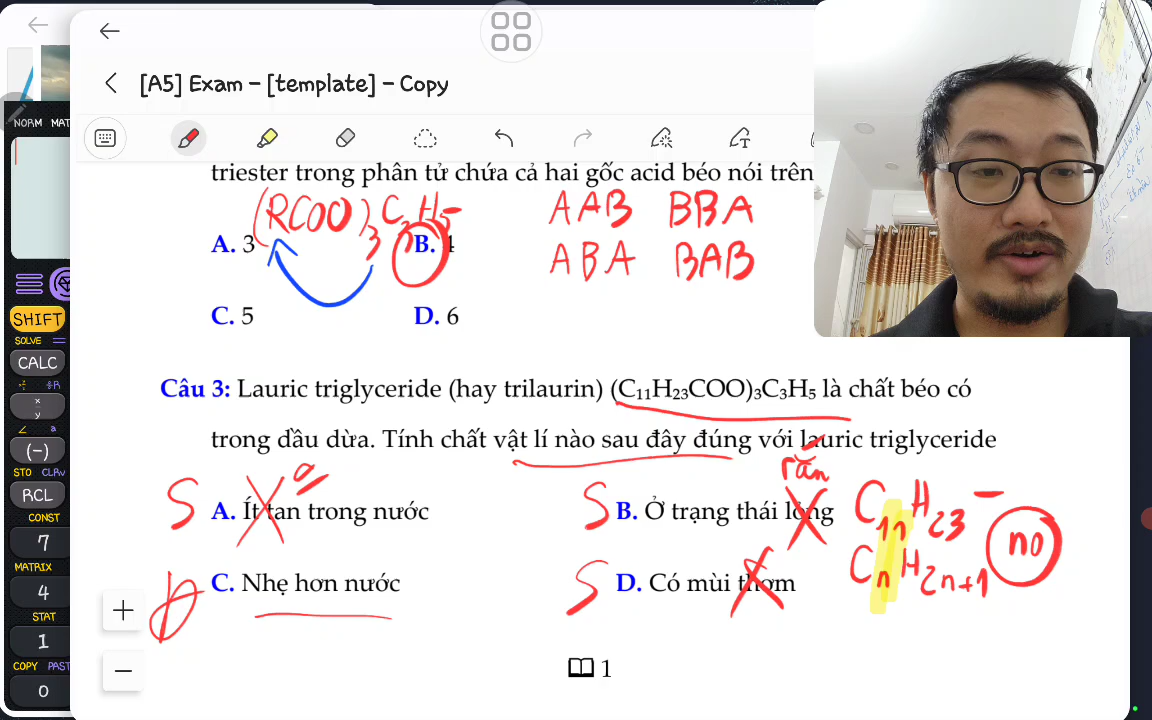 [A5] Exam – [template] – Copy
NORM MAT
triester trong phân tử chứa cả hai gốc acid béo nói trên
(RCOO)₃C₃H₅ AAB BBA
A. 3 B. 4
ABA BAB
SHIFT
C. 5 D. 6
SOLVE =
CALC
Câu 3: Lauric triglyceride (hay trilaurin) (C₁₁H₂₃COO)₃C₃H₅ là chất béo có
x
y
trong dầu dừa. Tính chất vật lí nào sau đây đúng với lauric triglyceride
(−)
rắn
STO CLRv
RCL
S A. Ít tan trong nước S B. Ở trạng thái lỏng C₁₁H₂₃ –
CONST
7
no
MATRIX
CₙH₂ₙ₊₁
Đ C. Nhẹ hơn nước S D. Có mùi thơm
4
STAT
1
COPY PAST
0
1